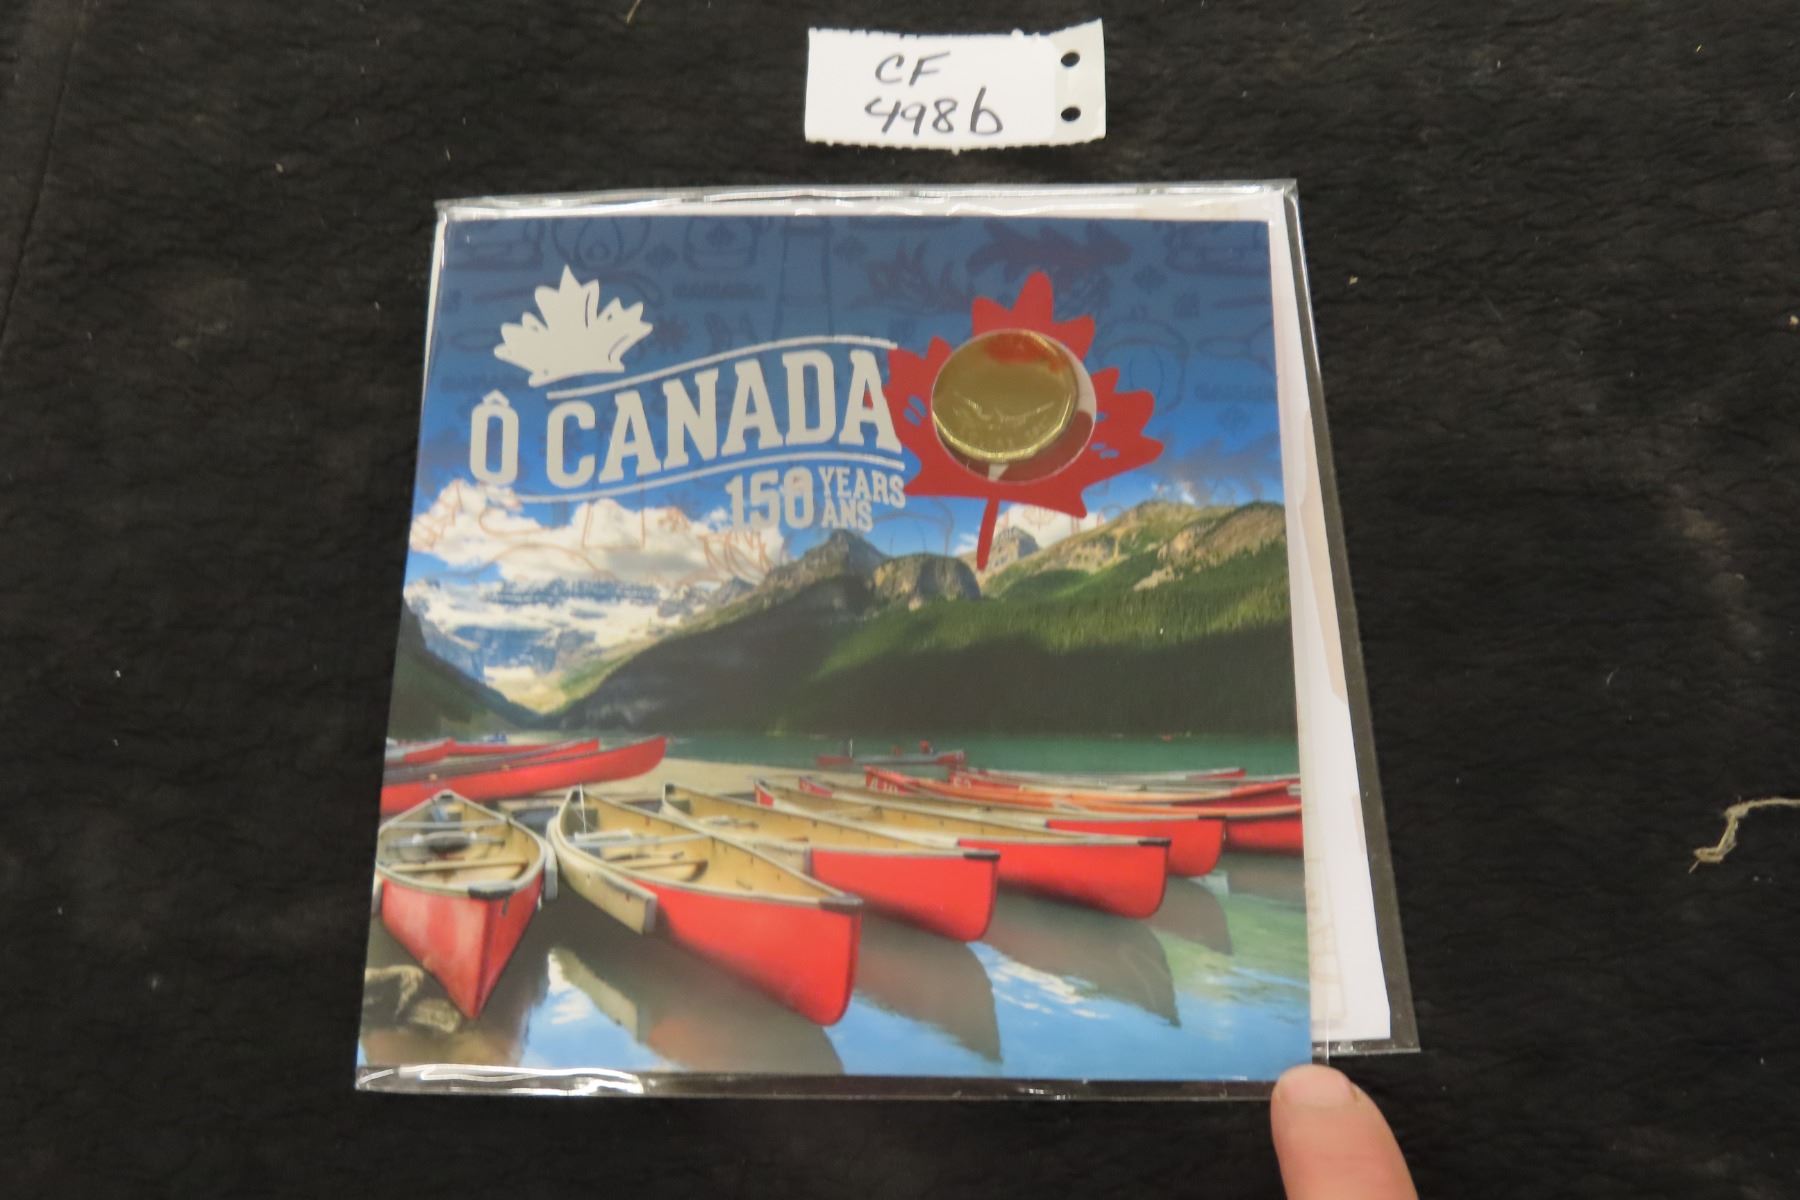 CF
498b
Ô CANADA
150 YEARS
ANS